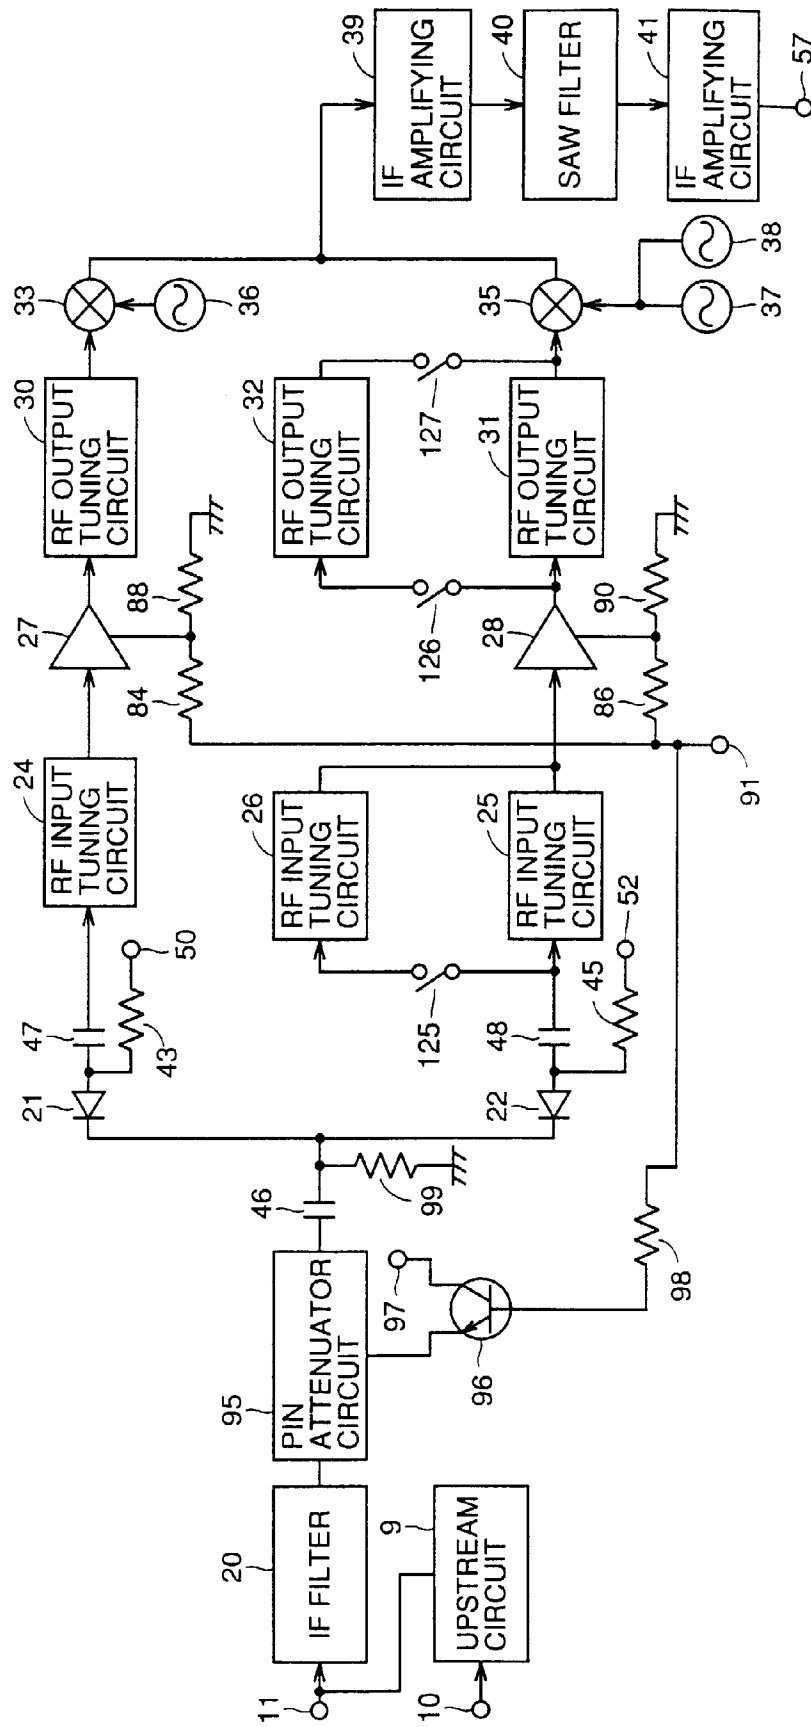 11
10
20
IF FILTER
9
UPSTREAM
CIRCUIT
95
PIN
ATTENUATOR
CIRCUIT
97
96
98
46
99
21
47
43
50
22
48
45
52
125
24
RF INPUT
TUNING
CIRCUIT
26
RF INPUT
TUNING
CIRCUIT
25
RF INPUT
TUNING
CIRCUIT
91
27
84
88
28
86
90
126
30
RF OUTPUT
TUNING
CIRCUIT
32
RF OUTPUT
TUNING
CIRCUIT
31
RF OUTPUT
TUNING
CIRCUIT
127
33
36
35
37
38
39
IF
AMPLIFYING
CIRCUIT
40
SAW FILTER
41
IF
AMPLIFYING
CIRCUIT
57